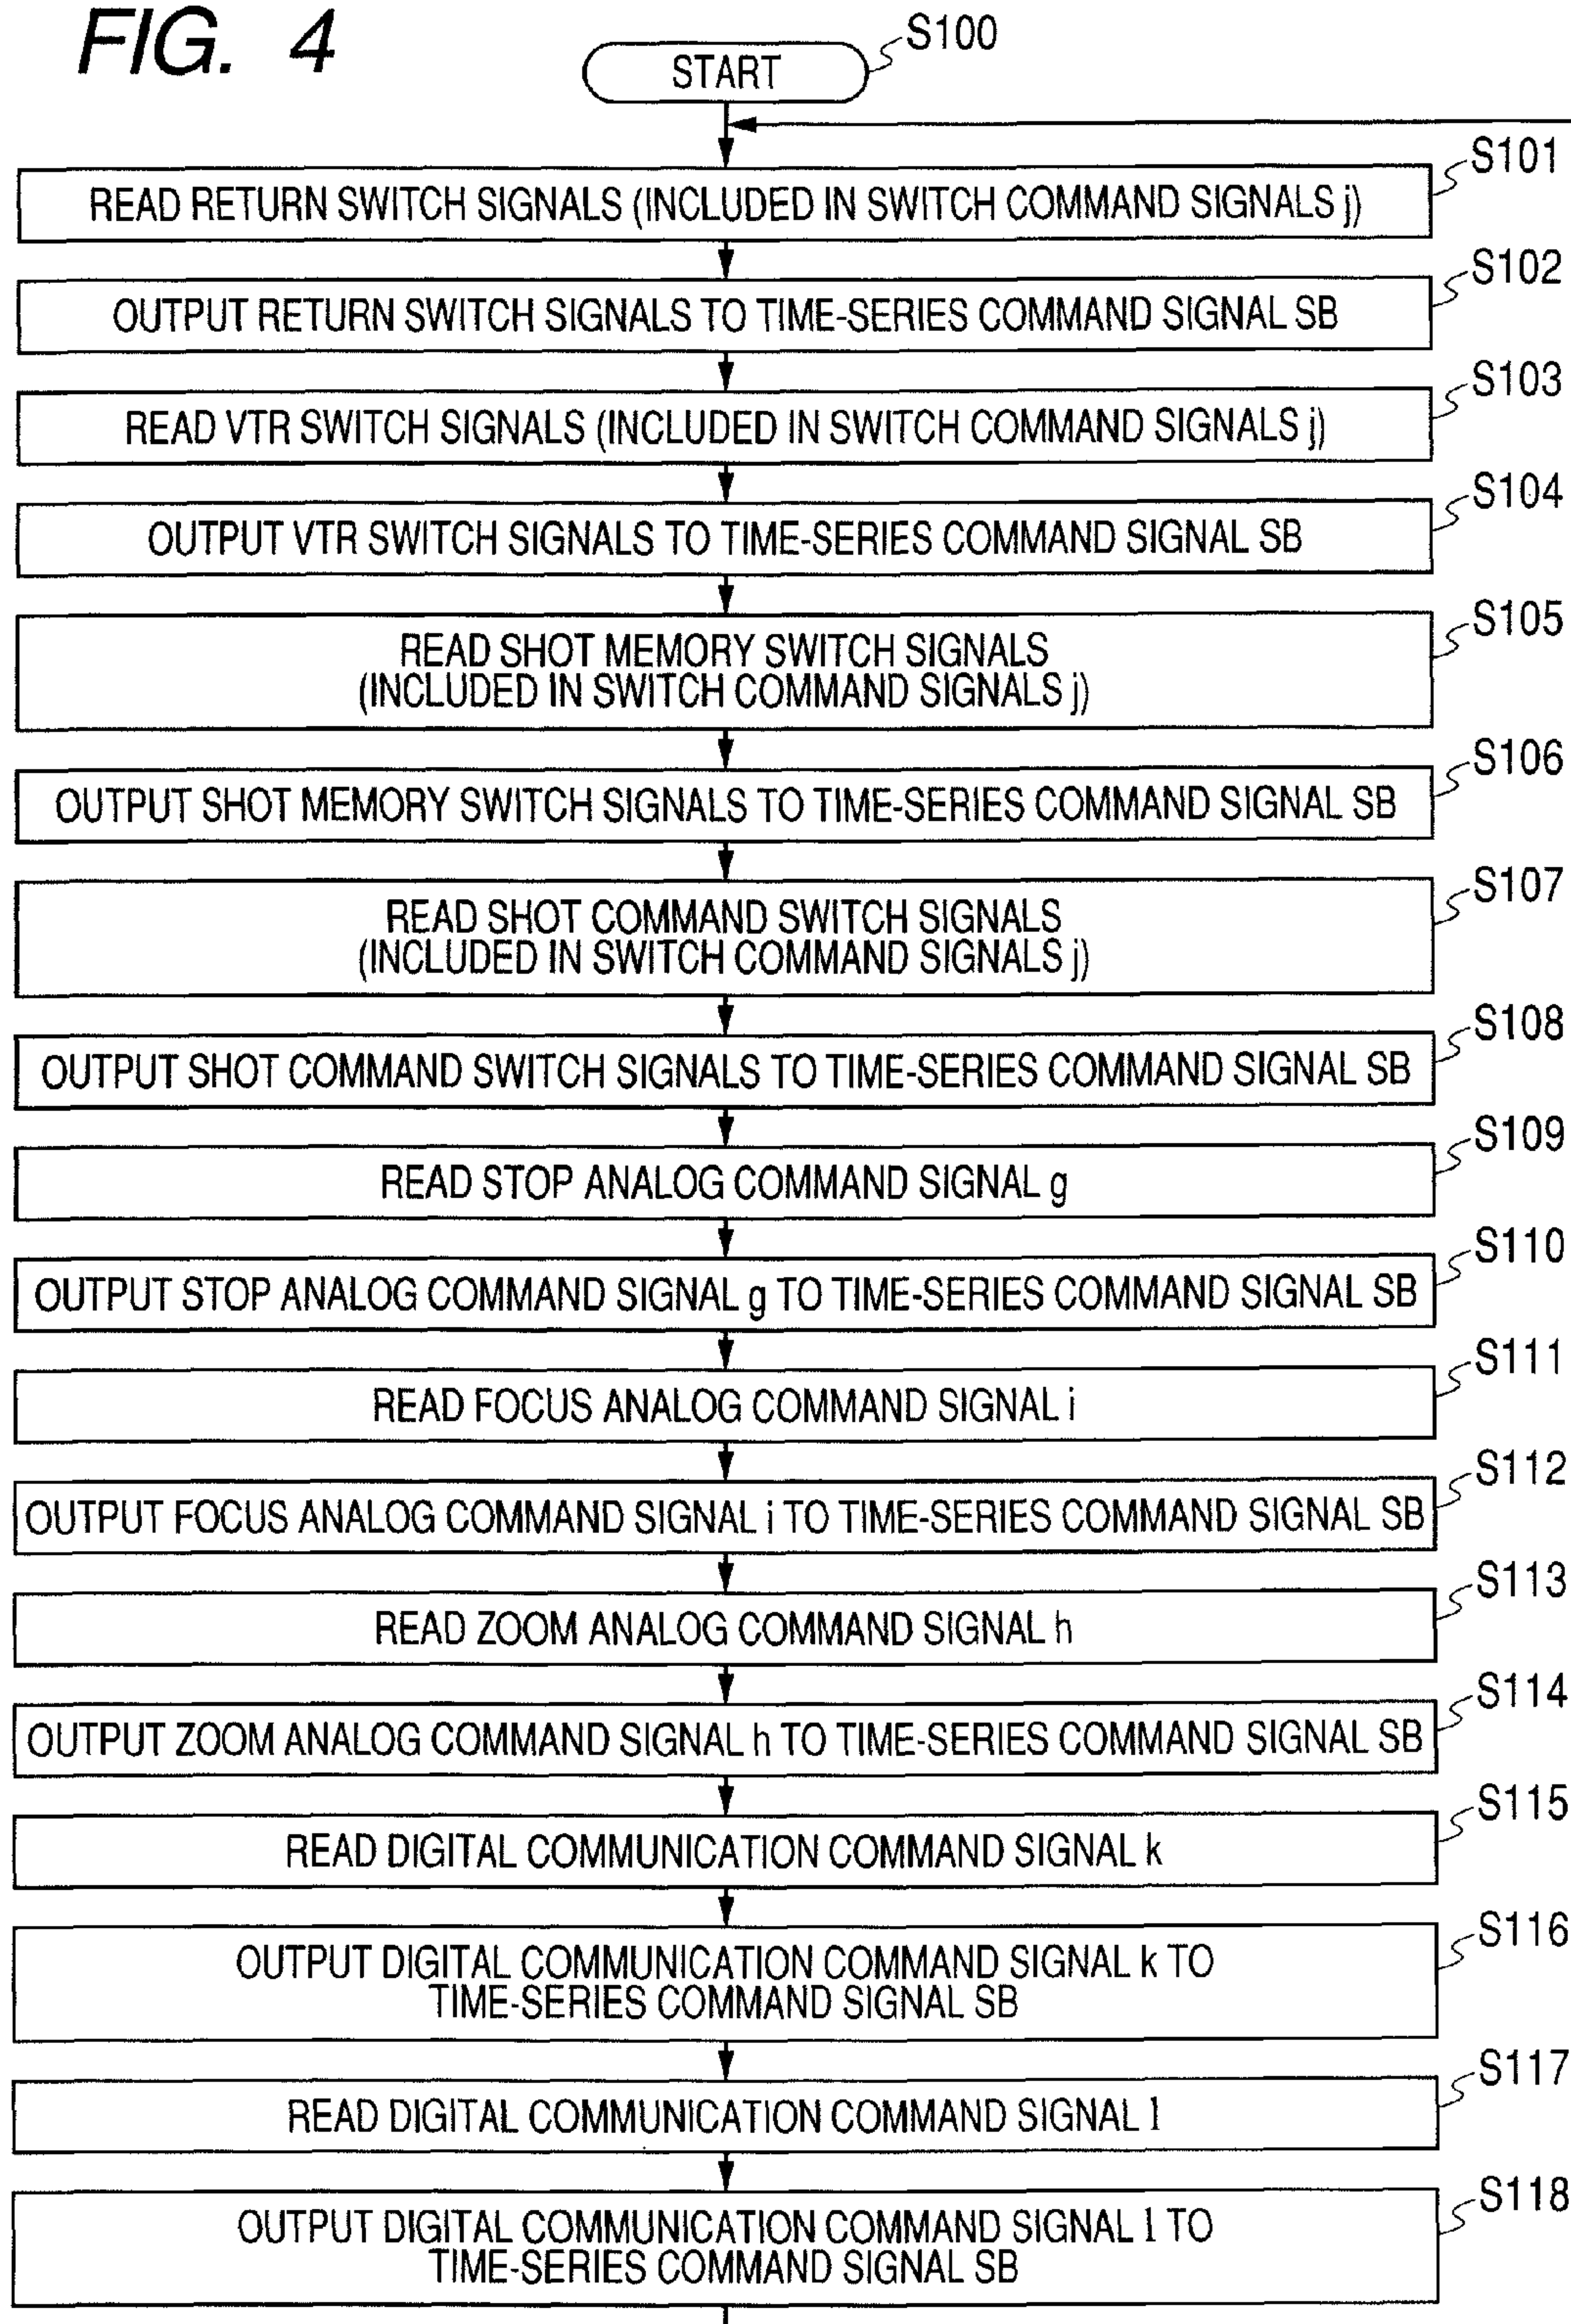 FIG. 4
START
S100
S101
READ RETURN SWITCH SIGNALS (INCLUDED IN SWITCH COMMAND SIGNALS j)
S102
OUTPUT RETURN SWITCH SIGNALS TO TIME-SERIES COMMAND SIGNAL SB
S103
READ VTR SWITCH SIGNALS (INCLUDED IN SWITCH COMMAND SIGNALS j)
S104
OUTPUT VTR SWITCH SIGNALS TO TIME-SERIES COMMAND SIGNAL SB
S105
READ SHOT MEMORY SWITCH SIGNALS
(INCLUDED IN SWITCH COMMAND SIGNALS j)
S106
OUTPUT SHOT MEMORY SWITCH SIGNALS TO TIME-SERIES COMMAND SIGNAL SB
S107
READ SHOT COMMAND SWITCH SIGNALS
(INCLUDED IN SWITCH COMMAND SIGNALS j)
S108
OUTPUT SHOT COMMAND SWITCH SIGNALS TO TIME-SERIES COMMAND SIGNAL SB
S109
READ STOP ANALOG COMMAND SIGNAL g
S110
OUTPUT STOP ANALOG COMMAND SIGNAL g TO TIME-SERIES COMMAND SIGNAL SB
S111
READ FOCUS ANALOG COMMAND SIGNAL i
S112
OUTPUT FOCUS ANALOG COMMAND SIGNAL i TO TIME-SERIES COMMAND SIGNAL SB
S113
READ ZOOM ANALOG COMMAND SIGNAL h
S114
OUTPUT ZOOM ANALOG COMMAND SIGNAL h TO TIME-SERIES COMMAND SIGNAL SB
S115
READ DIGITAL COMMUNICATION COMMAND SIGNAL k
S116
OUTPUT DIGITAL COMMUNICATION COMMAND SIGNAL k TO
TIME-SERIES COMMAND SIGNAL SB
S117
READ DIGITAL COMMUNICATION COMMAND SIGNAL l
S118
OUTPUT DIGITAL COMMUNICATION COMMAND SIGNAL l TO
TIME-SERIES COMMAND SIGNAL SB